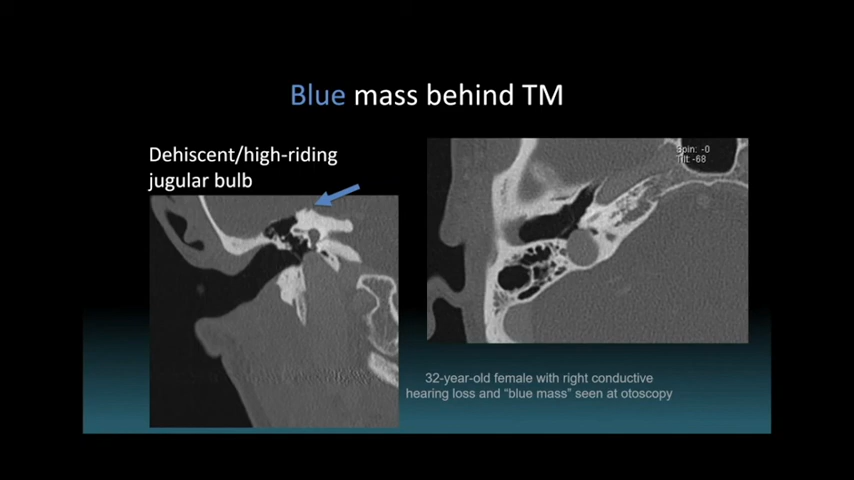 Blue mass behind TM
Dehiscent/high-riding
jugular bulb
Spin: -0
Tilt: -68
32-year-old female with right conductive
hearing loss and “blue mass” seen at otoscopy